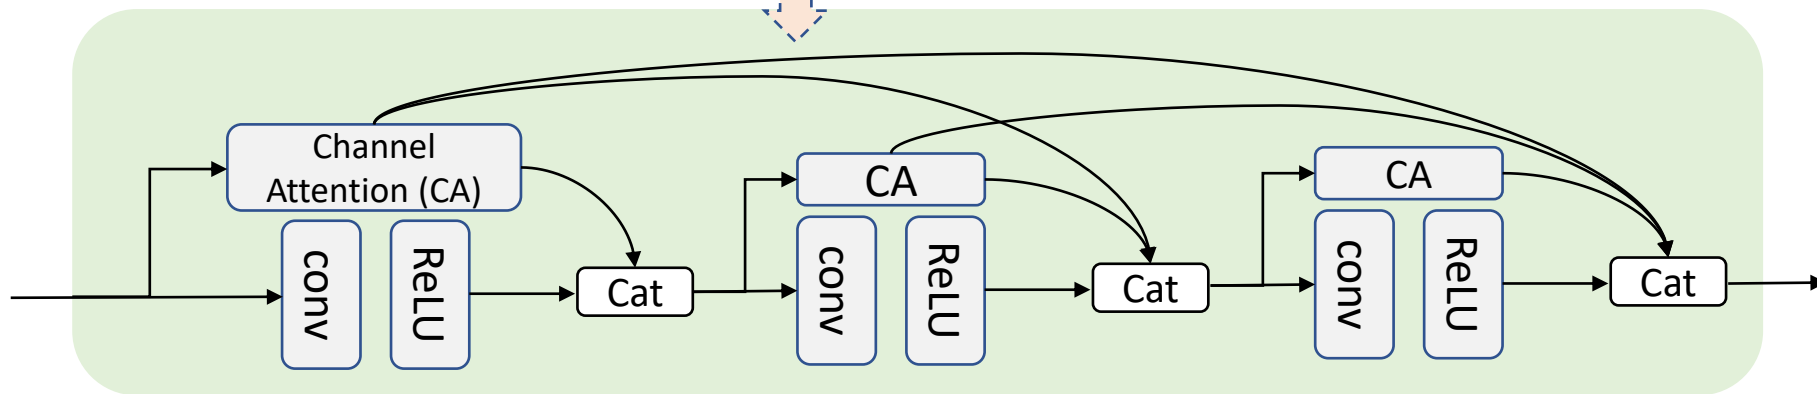 Channel
Attention (CA)
conv
ReLU
Cat
CA
conv
ReLU
Cat
CA
conv
ReLU
Cat